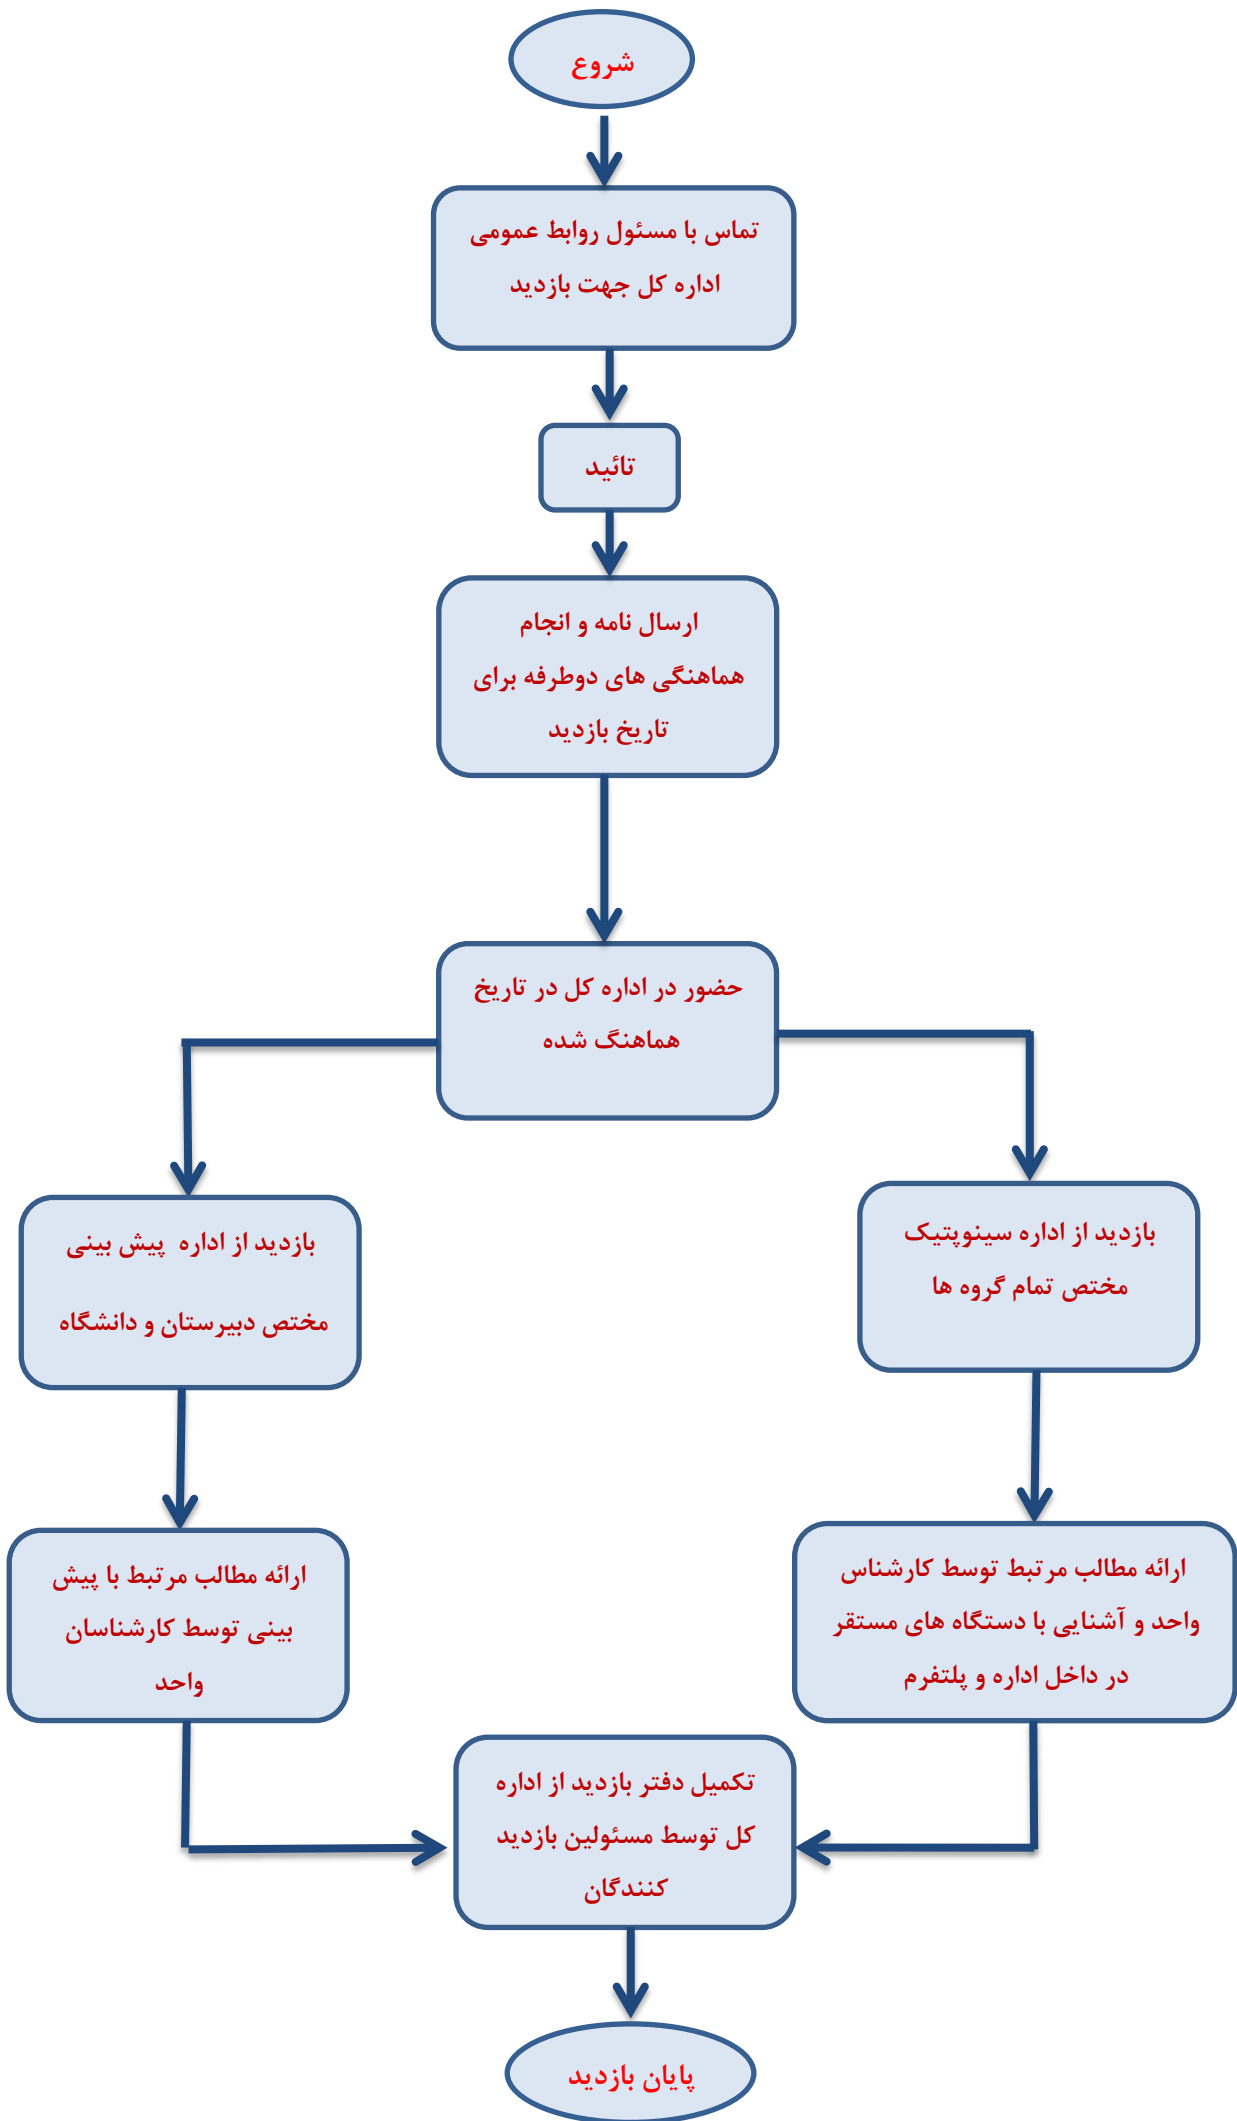 شروع
تماس با مسئول روابط عمومی
اداره کل جهت بازدید
تائید
ارسال نامه و انجام
هماهنگی های دوطرفه برای
تاریخ بازدید
حضور در اداره کل در تاریخ
هماهنگ شده
بازدید از اداره سینوپتیک
مختص تمام گروه ها
بازدید از اداره پیش بینی
مختص دبیرستان و دانشگاه
ارائه مطالب مرتبط توسط کارشناس
واحد و آشنایی با دستگاه های مستقر
در داخل اداره و پلتفرم
ارائه مطالب مرتبط با پیش
بینی توسط کارشناسان
واحد
تکمیل دفتر بازدید از اداره
کل توسط مسئولین بازدید
کنندگان
پایان بازدید